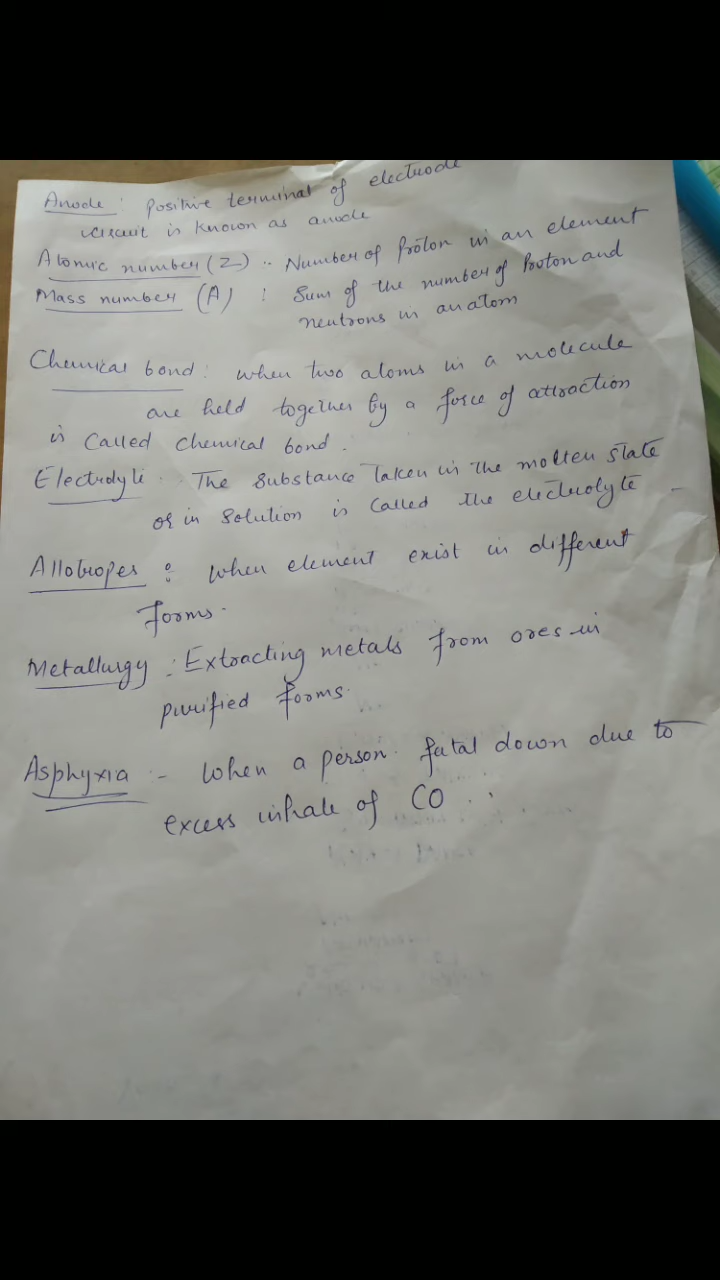 Anode : Positive terminal of electrode
circuit is known as anode
Atomic number (Z) :- Number of Proton in an element
Mass number (A) : Sum of the number of Proton and
neutrons in an atom
Chemical bond : when two atoms in a molecule
are held together by a force of attraction
is called chemical bond.
Electrolyte : The substance taken in the molten state
or in solution is called the electrolyte
Allotropes : When element exist in different
forms.
Metallurgy : Extracting metals from ores in
purified forms.
Asphyxia :- When a person fatal down due to
excess inhale of CO .